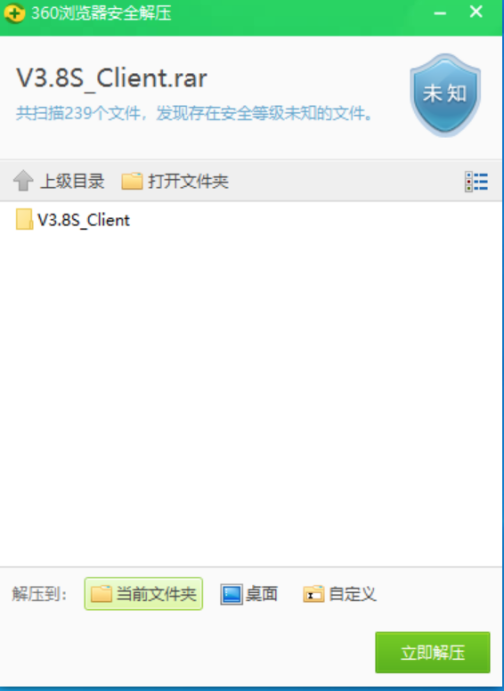 360浏览器安全解压
V3.8S_Client.rar
未知
共扫描239个文件，发现存在安全等级未知的文件。
上级目录 打开文件夹
V3.8S_Client
解压到： 当前文件夹 桌面 自定义
立即解压